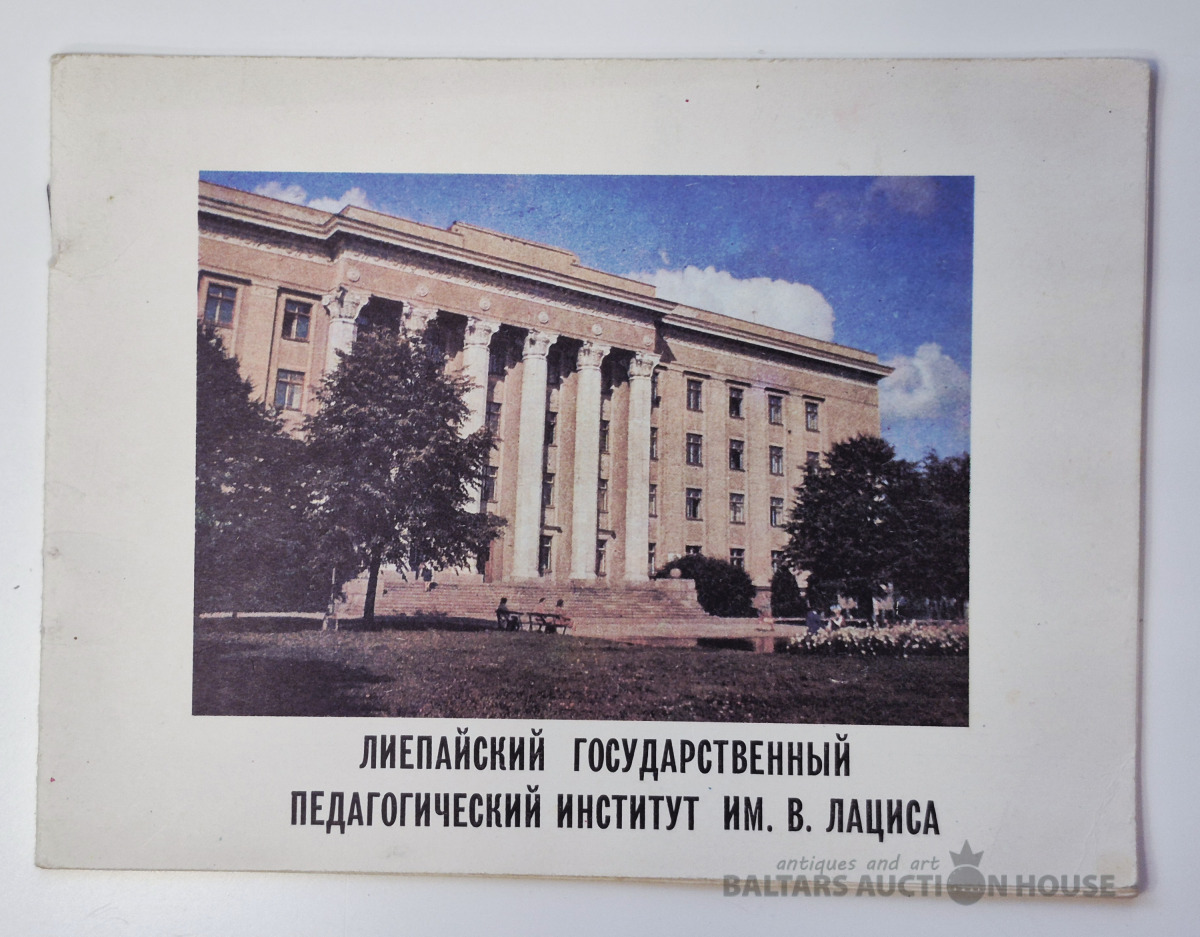 ЛИЕПАЙСКИЙ ГОСУДАРСТВЕННЫЙ
ПЕДАГОГИЧЕСКИЙ ИНСТИТУТ ИМ. В. ЛАЦИСА
antiques and art
BALTARS AUCTION HOUSE